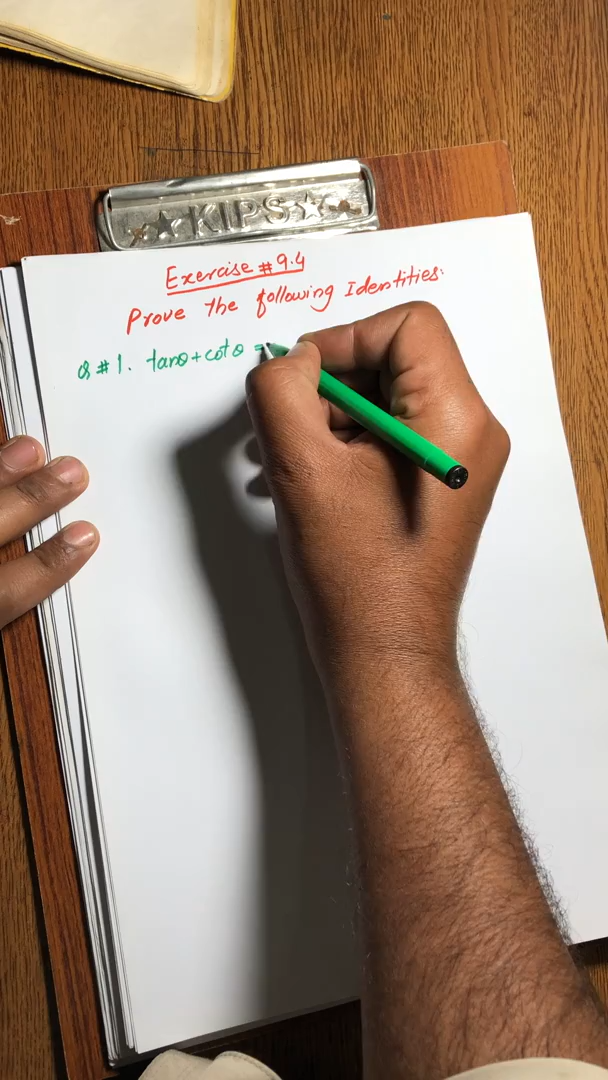 KIPS
Exercise # 9.4
Prove The following Identities:
Q # 1. tanθ + cotθ =